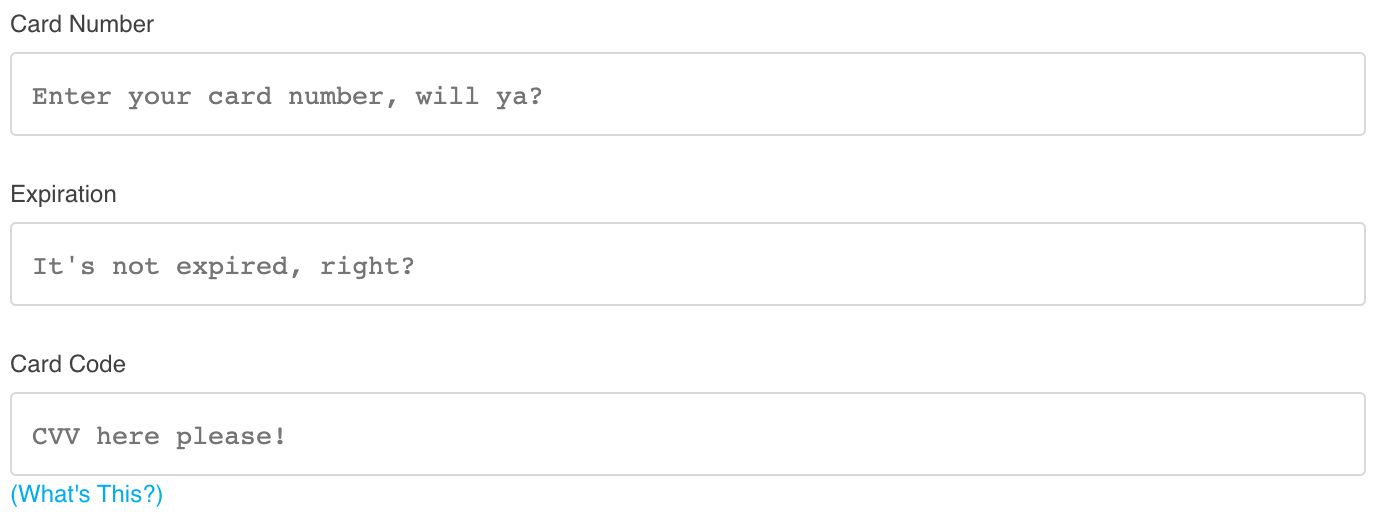 Card Number
Enter your card number, will ya?
Expiration
It's not expired, right?
Card Code
CVV here please!
(What's This?)